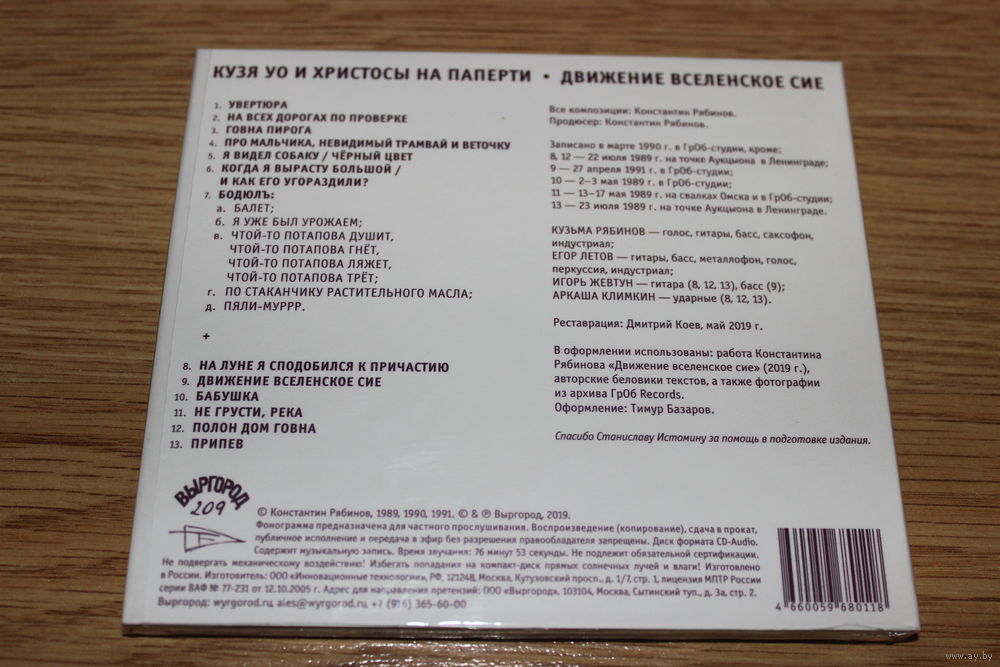 КУЗЯ УО И ХРИСТОСЫ НА ПАПЕРТИ • ДВИЖЕНИЕ ВСЕЛЕНСКОЕ СИЕ
1. УВЕРТЮРА
2. НА ВСЕХ ДОРОГАХ ПО ПРОВЕРКЕ
3. ГОВНА ПИРОГА
4. ПРО МАЛЬЧИКА, НЕВИДИМЫЙ ТРАМВАЙ И ВЕТОЧКУ
5. Я ВИДЕЛ СОБАКУ / ЧЁРНЫЙ ЦВЕТ
6. КОГДА Я ВЫРАСТУ БОЛЬШОЙ /
И КАК ЕГО УГОРАЗДИЛИ?
7. БОДЮЛЪ:
а. БАЛЕТ;
б. Я УЖЕ БЫЛ УРОЖАЕМ;
в. ЧТОЙ-ТО ПОТАПОВА ДУШИТ,
ЧТОЙ-ТО ПОТАПОВА ГНЁТ,
ЧТОЙ-ТО ПОТАПОВА ЛЯЖЕТ,
ЧТОЙ-ТО ПОТАПОВА ТРЁТ;
г. ПО СТАКАНЧИКУ РАСТИТЕЛЬНОГО МАСЛА;
д. ПЯЛИ-МУРРР.
+
8. НА ЛУНЕ Я СПОДОБИЛСЯ К ПРИЧАСТИЮ
9. ДВИЖЕНИЕ ВСЕЛЕНСКОЕ СИЕ
10. БАБУШКА
11. НЕ ГРУСТИ, РЕКА
12. ПОЛОН ДОМ ГОВНА
13. ПРИПЕВ
Все композиции: Константин Рябинов.
Продюсер: Константин Рябинов.
Записано в марте 1990 г. в ГрОб-студии, кроме:
8, 12 — 22 июля 1989 г. на точке Аукцыона в Ленинграде;
9 — 27 апреля 1991 г. в ГрОб-студии;
10 — 2–3 мая 1989 г. в ГрОб-студии;
11 — 13–17 мая 1989 г. на свалках Омска и в ГрОб-студии;
13 — 23 июля 1989 г. на точке Аукцыона в Ленинграде.
КУЗЬМА РЯБИНОВ — голос, гитары, басс, саксофон,
индустриал;
ЕГОР ЛЕТОВ — гитары, басс, металлофон, голос,
перкуссия, индустриал;
ИГОРЬ ЖЕВТУН — гитара (8, 12, 13), басс (9);
АРКАША КЛИМКИН — ударные (8, 12, 13).
Реставрация: Дмитрий Коев, май 2019 г.
В оформлении использованы: работа Константина
Рябинова «Движение вселенское сие» (2019 г.),
авторские беловики текстов, а также фотографии
из архива ГрОб Records.
Оформление: Тимур Базаров.
Спасибо Станиславу Истомину за помощь в подготовке издания.
ВЫРГОРОД
209
© Константин Рябинов, 1989, 1990, 1991. © & ℗ Выргород, 2019.
Фонограмма предназначена для частного прослушивания. Воспроизведение (копирование), сдача в прокат,
публичное исполнение и передача в эфир без разрешения правообладателя запрещены. Диск формата CD-Audio.
Содержит музыкальную запись. Время звучания: 76 минут 53 секунды. Не подлежит обязательной сертификации.
Не подвергать механическому воздействию! Избегать попадания на компакт-диск прямых солнечных лучей и влаги! Изготовлено
в России. Изготовитель: ООО «Инновационные технологии», РФ, 121248, Москва, Кутузовский просп., д. 1/7, стр. 1, лицензия МПТР России
серии ВАФ № 77-231 от 12.10.2005 г. Адрес для направления претензий: ООО «Выргород», 103104, Москва, Сытинский туп., д. 3а, стр. 2.
Выргород: wyrgorod.ru, aies@wyrgorod.ru, +7 (916) 365-60-00
4 660059 680118
www.ay.by